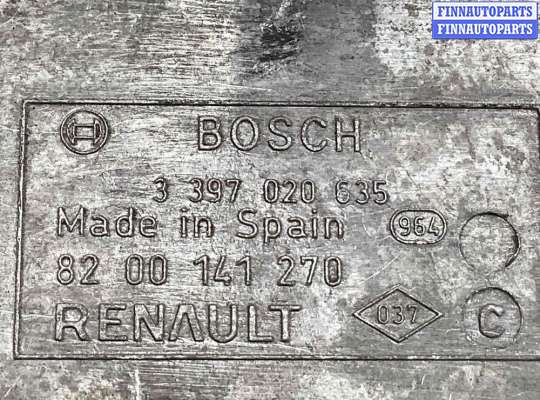 FINNAUTOPARTS
FINNAUTOPARTS
BOSCH
3 397 020 635
Made in Spain 964
82 00 141 270
RENAULT 037 C